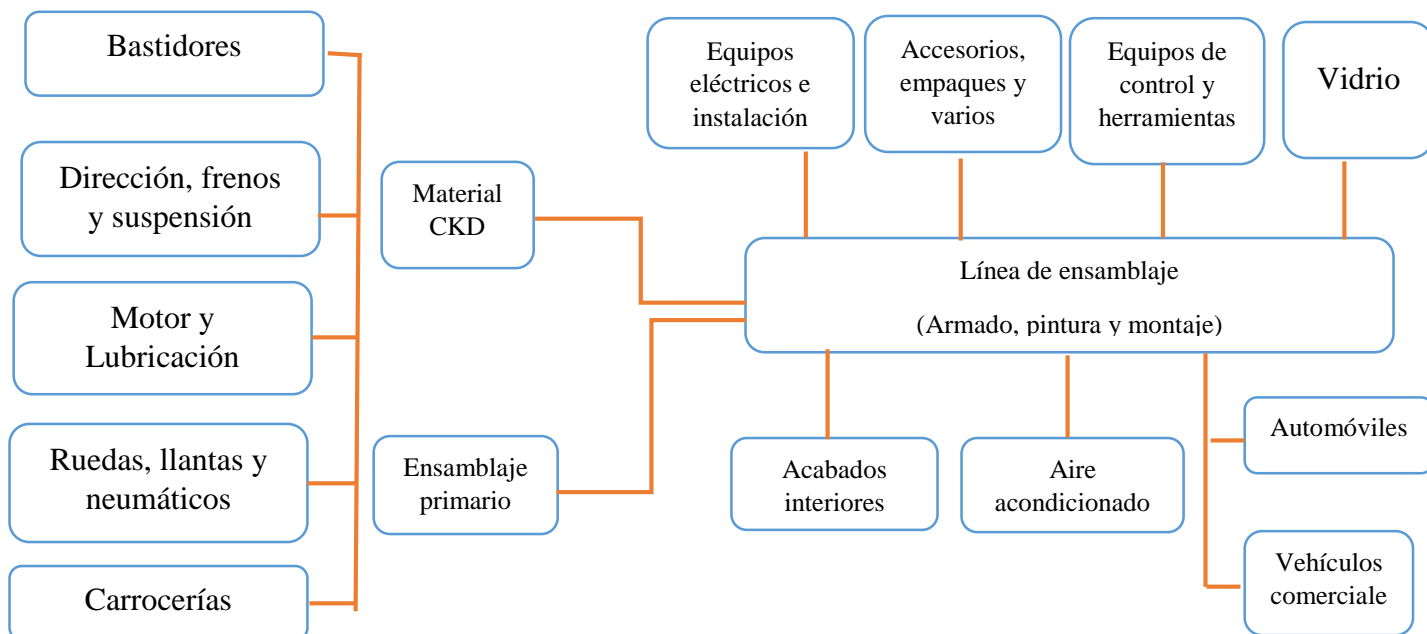 Bastidores
Dirección, frenos
y suspensión
Motor y
Lubricación
Ruedas, llantas y
neumáticos
Carrocerías
Material
CKD
Ensamblaje
primario
Equipos
eléctricos e
instalación
Accesorios,
empaques y
varios
Equipos de
control y
herramientas
Vidrio
Línea de ensamblaje
(Armado, pintura y montaje)
Acabados
interiores
Aire
acondicionado
Automóviles
Vehículos
comerciale